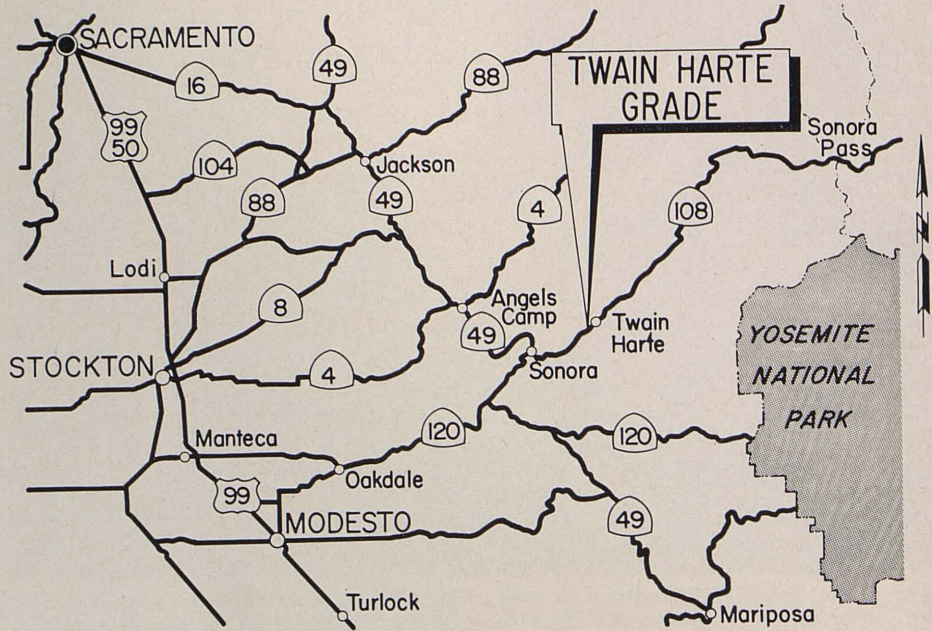 SACRAMENTO
16
49
88
TWAIN HARTE
GRADE
99
50
104
Jackson
Sonora
Pass
88
49
4
108
N
Lodi
8
Angels
Camp
49
Twain
Harte
YOSEMITE
NATIONAL
PARK
STOCKTON
4
Sonora
Manteca
120
120
Oakdale
99
MODESTO
49
Turlock
Mariposa